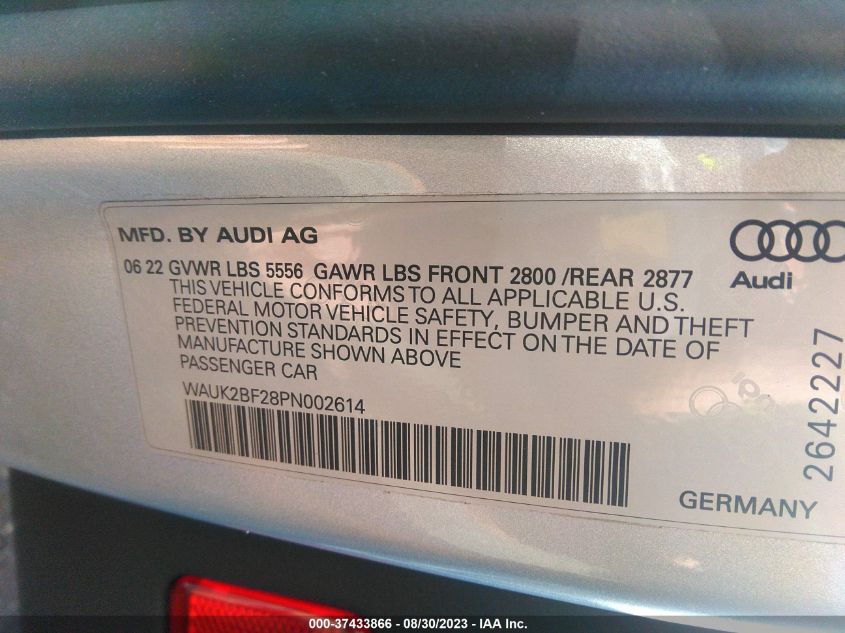 MFD. BY AUDI AG
Audi
06 22 GVWR LBS 5556 GAWR LBS FRONT 2800 /REAR 2877
THIS VEHICLE CONFORMS TO ALL APPLICABLE U.S.
FEDERAL MOTOR VEHICLE SAFETY, BUMPER AND THEFT
PREVENTION STANDARDS IN EFFECT ON THE DATE OF
MANUFACTURE SHOWN ABOVE
PASSENGER CAR
WAUK2BF28PN002614
2642227
GERMANY
000-37433866 - 08/30/2023 - IAA Inc.